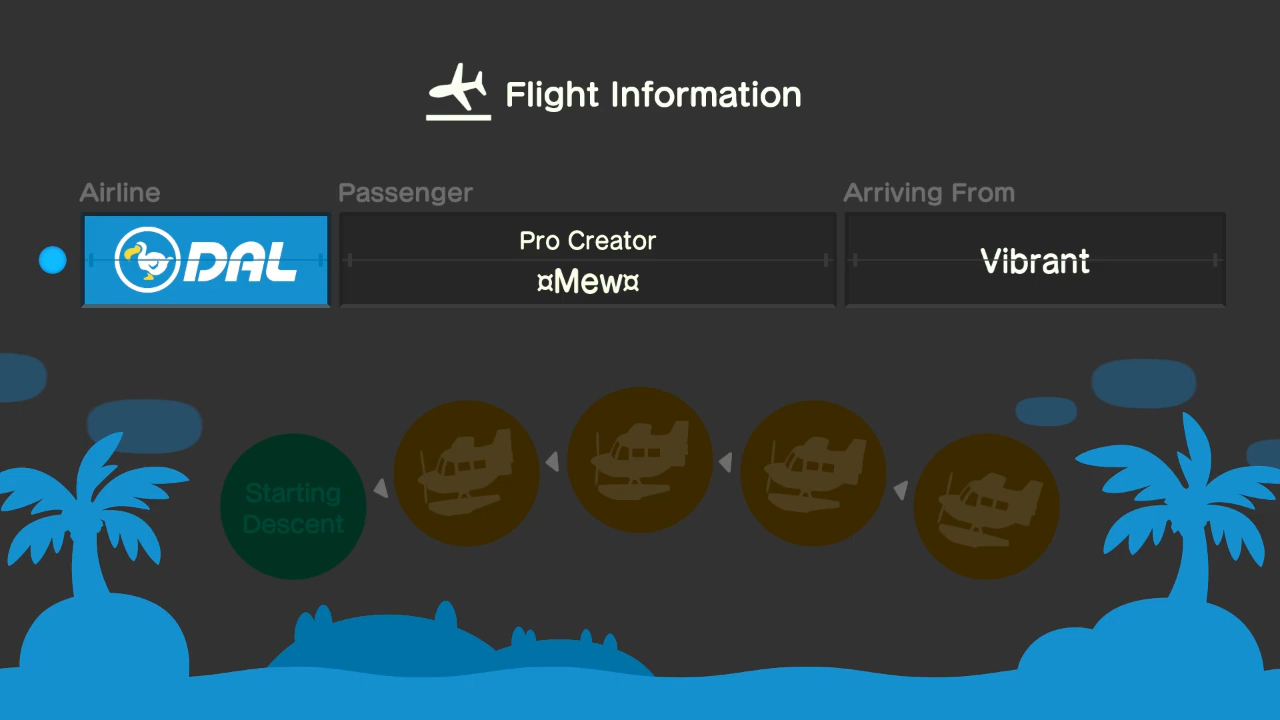 Flight Information
Airline
Passenger
Arriving From
DAL
Pro Creator
¤Mew¤
Vibrant
Starting
Descent